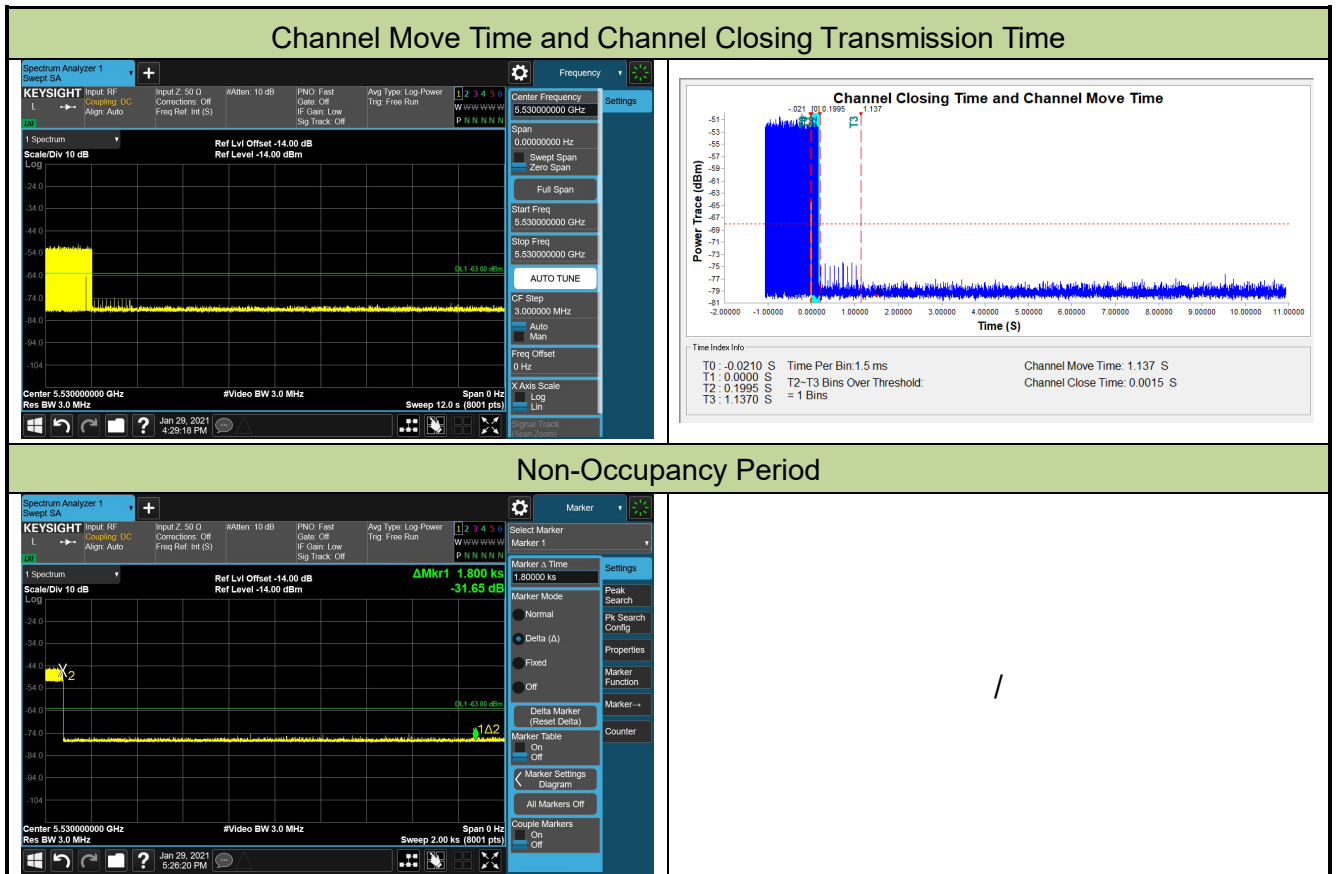 Channel Move Time and Channel Closing Transmission Time
Spectrum Analyzer 1
Swept SA
+
Frequency
KEYSIGHT
L
LXI
Input: RF
Coupling: DC
Align: Auto
Input Z: 50 Ω
Corrections: Off
Freq Ref: Int (S)
#Atten: 10 dB
PNO: Fast
Gate: Off
IF Gain: Low
Sig Track: Off
Avg Type: Log-Power
Trig: Free Run
1 2 3 4 5 6
W W W W W W
P N N N N N
1 Spectrum
Scale/Div 10 dB
Ref Lvl Offset -14.00 dB
Ref Level -14.00 dBm
Log
-24.0
-34.0
-44.0
-54.0
-64.0
-74.0
-84.0
-94.0
-104
DL1 -63.00 dBm
Center 5.530000000 GHz
Res BW 3.0 MHz
#Video BW 3.0 MHz
Span 0 Hz
Sweep 12.0 s (8001 pts)
Jan 29, 2021
4:29:18 PM
Center Frequency
5.530000000 GHz
Settings
Span
0.00000000 Hz
Swept Span
Zero Span
Full Span
Start Freq
5.530000000 GHz
Stop Freq
5.530000000 GHz
AUTO TUNE
CF Step
3.000000 MHz
Auto
Man
Freq Offset
0 Hz
X Axis Scale
Log
Lin
Signal Track
(Span Zoom)
Channel Closing Time and Channel Move Time
-.021 [0] 0.1995 1.137
T3
Power Trace (dBm)
-51
-53
-55
-57
-59
-61
-63
-65
-67
-69
-71
-73
-75
-77
-79
-81
-2.00000 -1.00000 0.00000 1.00000 2.00000 3.00000 4.00000 5.00000 6.00000 7.00000 8.00000 9.00000 10.00000 11.00000
Time (S)
Time Index Info
T0 : -0.0210 S
T1 : 0.0000 S
T2 : 0.1995 S
T3 : 1.1370 S
Time Per Bin:1.5 ms
T2~T3 Bins Over Threshold:
= 1 Bins
Channel Move Time: 1.137 S
Channel Close Time: 0.0015 S
Non-Occupancy Period
Spectrum Analyzer 1
Swept SA
+
Marker
KEYSIGHT
L
LXI
Input: RF
Coupling: DC
Align: Auto
Input Z: 50 Ω
Corrections: Off
Freq Ref: Int (S)
#Atten: 10 dB
PNO: Fast
Gate: Off
IF Gain: Low
Sig Track: Off
Avg Type: Log-Power
Trig: Free Run
1 2 3 4 5 6
W W W W W W
P N N N N N
1 Spectrum
Scale/Div 10 dB
Ref Lvl Offset -14.00 dB
Ref Level -14.00 dBm
ΔMkr1 1.800 ks
-31.65 dB
Log
-24.0
-34.0
-44.0
-54.0
-64.0
-74.0
-84.0
-94.0
-104
X2
DL1 -63.00 dBm
1Δ2
Center 5.530000000 GHz
Res BW 3.0 MHz
#Video BW 3.0 MHz
Span 0 Hz
Sweep 2.00 ks (8001 pts)
Jan 29, 2021
5:26:20 PM
Select Marker
Marker 1
Marker Δ Time
1.80000 ks
Marker Mode
Normal
Delta (Δ)
Fixed
Off
Delta Marker
(Reset Delta)
Marker Table
On
Off
Marker Settings
Diagram
All Markers Off
Couple Markers
On
Off
Settings
Peak
Search
Pk Search
Config
Properties
Marker
Function
Marker→
Counter
/